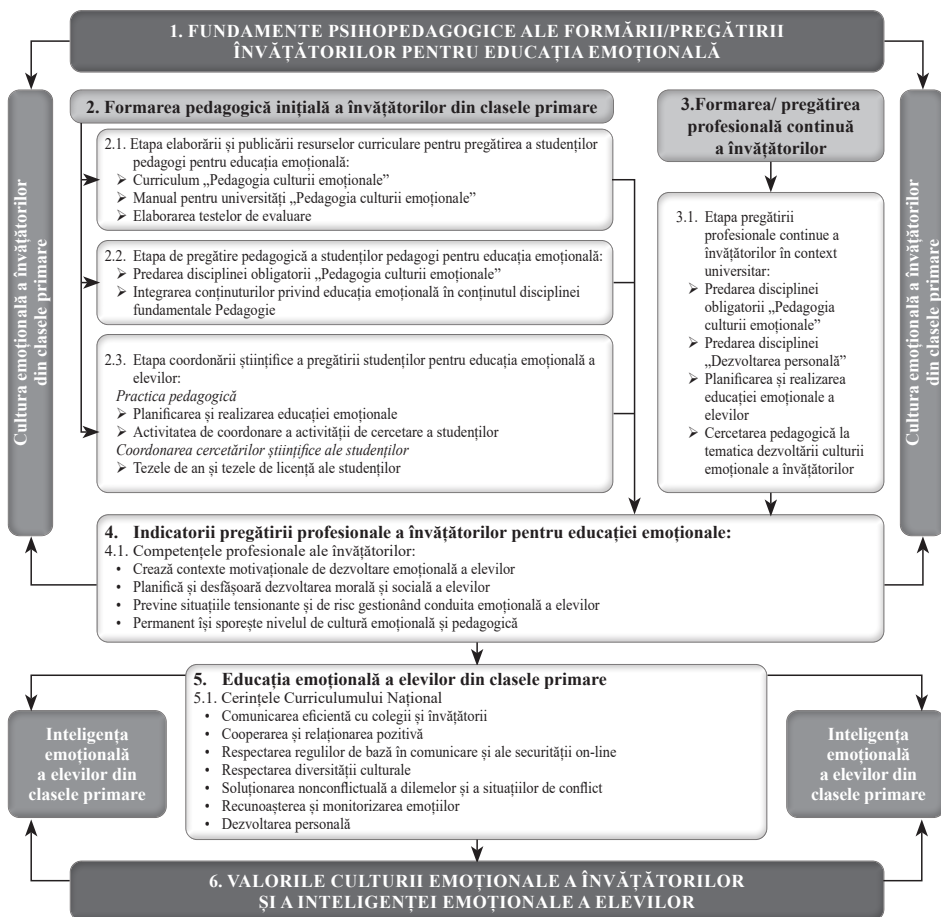 1. FUNDAMENTE PSIHOPEDAGOGICE ALE FORMĂRII/PREGĂTIRII
ÎNVĂȚĂTORILOR PENTRU EDUCAȚIA EMOȚIONALĂ
Cultura emoțională a învățătorilor
din clasele primare
2. Formarea pedagogică inițială a învățătorilor din clasele primare
2.1. Etapa elaborării și publicării resurselor curriculare pentru pregătire a studenților
pedagogi pentru educația emoțională:
➢ Curriculum „Pedagogia culturii emoționale”
➢ Manual pentru universități „Pedagogia culturii emoționale”
➢ Elaborarea testelor de evaluare
2.2. Etapa de pregătire pedagogică a studenților pedagogi pentru educația emoțională:
➢ Predarea disciplinei obligatorii „Pedagogia culturii emoționale”
➢ Integrarea conținuturilor privind educația emoțională în conținutul disciplinei
fundamentale Pedagogie
2.3. Etapa coordonării științifice a pregătirii studenților pentru educația emoțională a
elevilor:
Practica pedagogică
➢ Planificarea și realizarea educației emoționale
➢ Activitatea de coordonare a activității de cercetare a studenților
Coordonarea cercetărilor științifice ale studenților
➢ Tezele de an și tezele de licență ale studenților
3.Formarea/ pregătirea
profesională continuă
a învățătorilor
3.1. Etapa pregătirii
profesionale continue a
învățătorilor în context
universitar:
➢ Predarea disciplinei
obligatorii „Pedagogia
culturii emoționale”
➢ Predarea disciplinei
„Dezvoltarea personală”
➢ Planificarea și realizarea
educației emoționale a
elevilor
➢ Cercetarea pedagogică la
tematica dezvoltării culturii
emoționale a învățătorilor
Cultura emoțională a învățătorilor
din clasele primare
4. Indicatorii pregătirii profesionale a învățătorilor pentru educației emoționale:
4.1. Competențele profesionale ale învățătorilor:
• Crează contexte motivaționale de dezvoltare emoțională a elevilor
• Planifică și desfășoară dezvoltarea morală și socială a elevilor
• Previne situațiile tensionante și de risc gestionând conduita emoțională a elevilor
• Permanent își sporește nivelul de cultură emoțională și pedagogică
Inteligența
emoțională
a elevilor din
clasele primare
5. Educația emoțională a elevilor din clasele primare
5.1. Cerințele Curriculumului Național
• Comunicarea eficientă cu colegii și învățătorii
• Cooperarea și relaționarea pozitivă
• Respectarea regulilor de bază în comunicare și ale securității on-line
• Respectarea diversității culturale
• Soluționarea nonconflictuală a dilemelor și a situațiilor de conflict
• Recunoașterea și monitorizarea emoțiilor
• Dezvoltarea personală
Inteligența
emoțională
a elevilor din
clasele primare
6. VALORILE CULTURII EMOȚIONALE A ÎNVĂȚĂTORILOR
ȘI A INTELIGENȚEI EMOȚIONALE A ELEVILOR